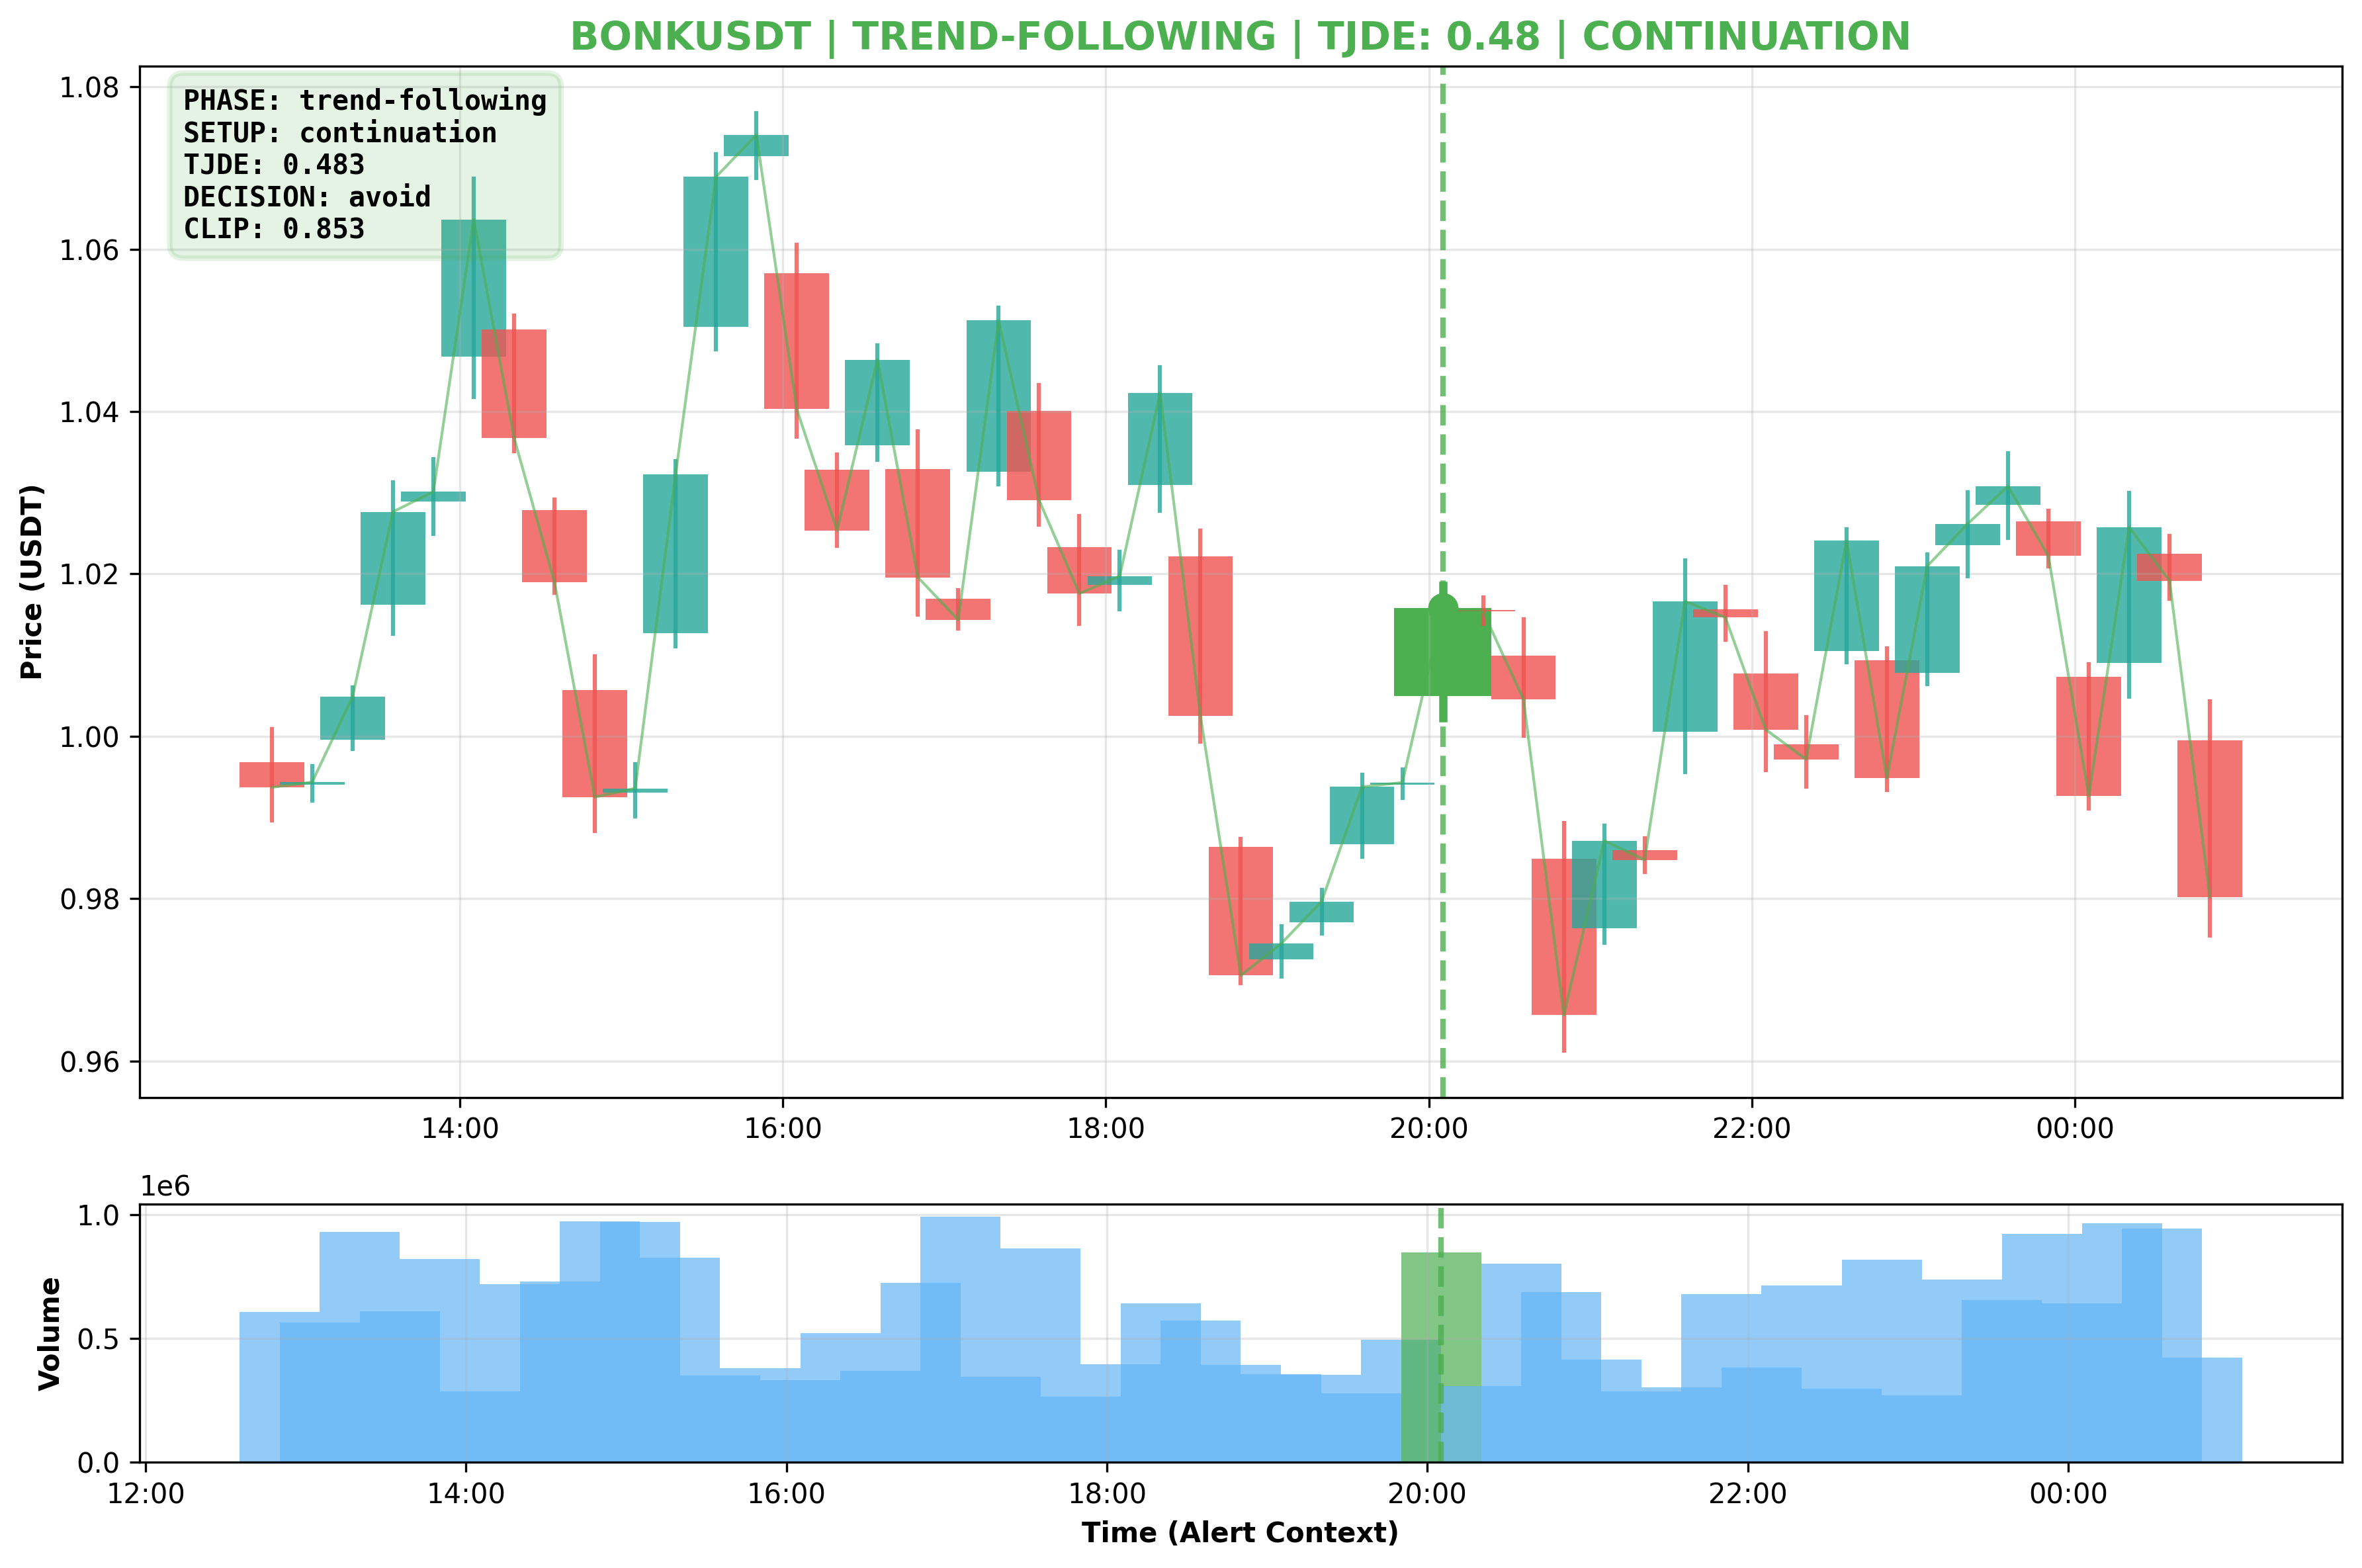 BONKUSDT | TREND-FOLLOWING | TJDE: 0.48 | CONTINUATION
PHASE: trend-following
SETUP: continuation
TJDE: 0.483
DECISION: avoid
CLIP: 0.853
Price (USDT)
1.08
1.06
1.04
1.02
1.00
0.98
0.96
14:00 16:00 18:00 20:00 22:00 00:00
1e6
Volume
1.0
0.5
0.0
12:00 14:00 16:00 18:00 20:00 22:00 00:00
Time (Alert Context)